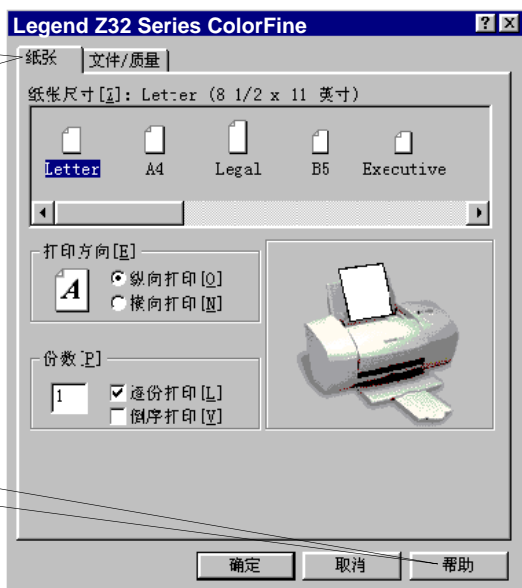 Legend Z32 Series ColorFine
纸张 文件/质量
纸张尺寸[Z]: Letter (8 1/2 x 11 英寸)
Letter A4 Legal B5 Executive
打印方向[E]
A 纵向打印[O]
横向打印[N]
份数[P]
1 逐份打印[L]
倒序打印[V]
确定 取消 帮助